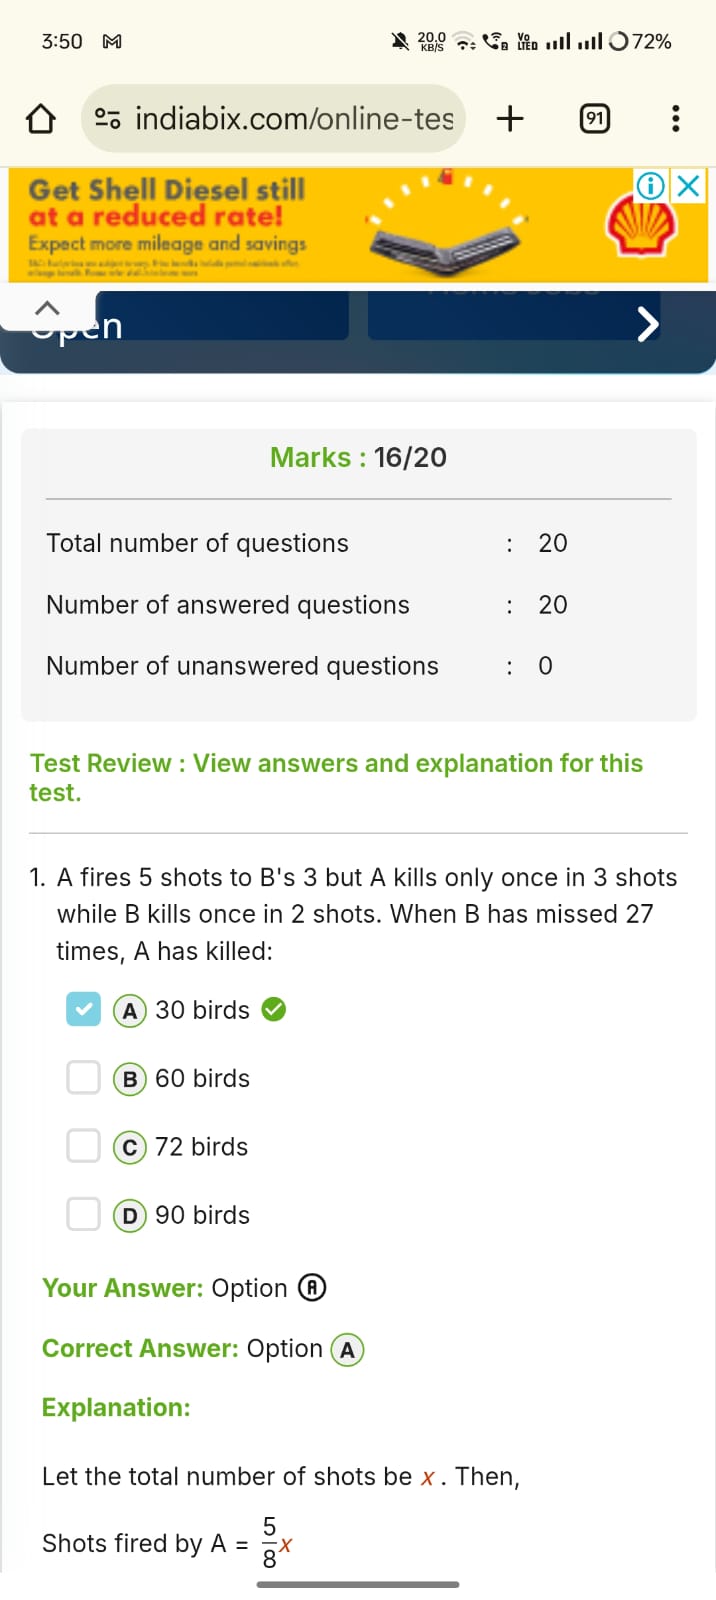 3:50
20.0 KB/S
Vo LTE
72%
indiabix.com/online-tes
91
Get Shell Diesel still
at a reduced rate!
Expect more mileage and savings
Open
Marks : 16/20
Total number of questions : 20
Number of answered questions : 20
Number of unanswered questions : 0
Test Review : View answers and explanation for this
test.
1. A fires 5 shots to B's 3 but A kills only once in 3 shots
while B kills once in 2 shots. When B has missed 27
times, A has killed:
A 30 birds
B 60 birds
C 72 birds
D 90 birds
Your Answer: Option A
Correct Answer: Option A
Explanation:
Let the total number of shots be x . Then,
Shots fired by A = 5/8 x